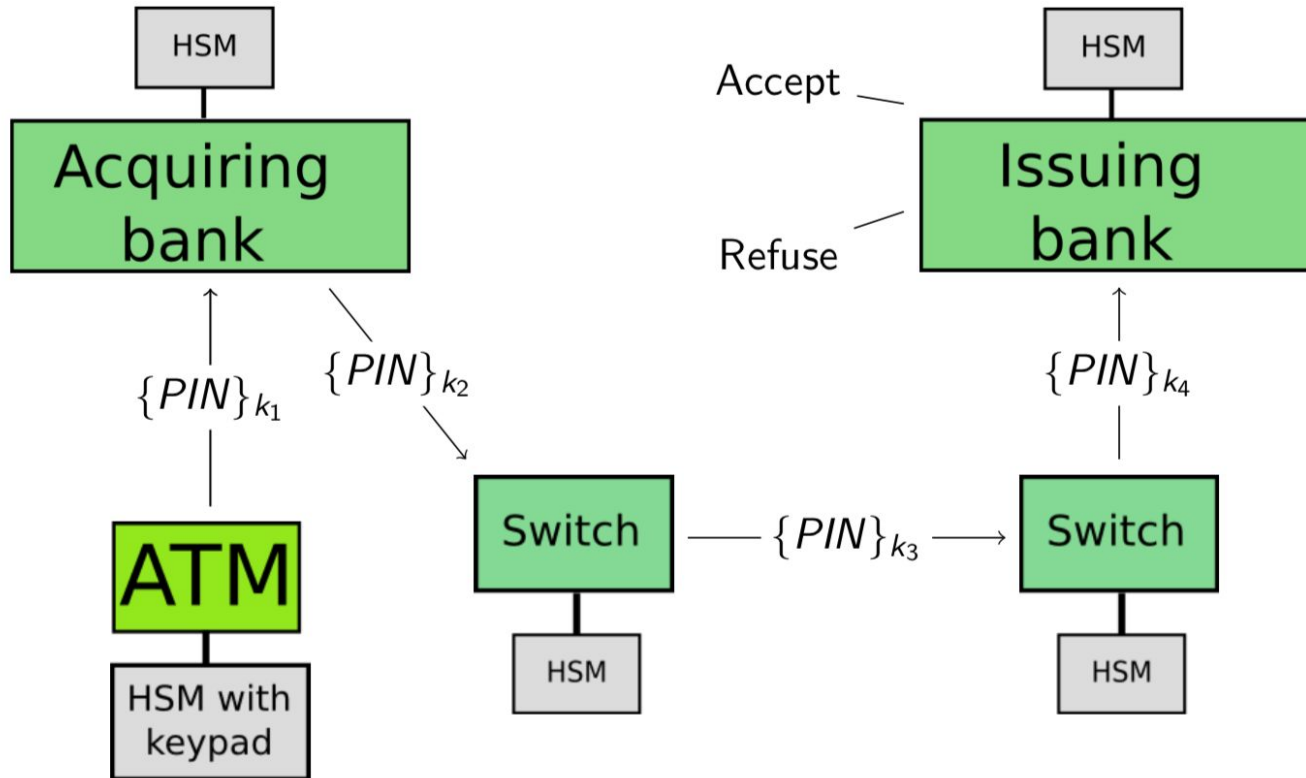 HSM
Acquiring
bank
{PIN}k₁
ATM
HSM with
keypad
{PIN}k₂
Switch
HSM
{PIN}k₃
Switch
HSM
{PIN}k₄
HSM
Issuing
bank
Accept
Refuse